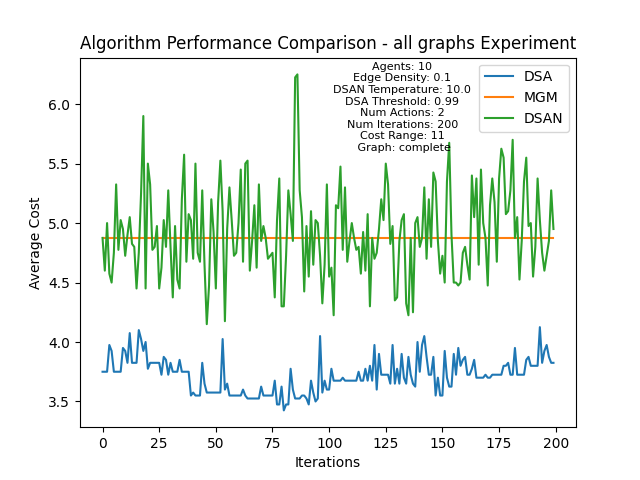 Algorithm Performance Comparison - all graphs Experiment
Agents: 10
Edge Density: 0.1
DSAN Temperature: 10.0
DSA Threshold: 0.99
Num Actions: 2
Num Iterations: 200
Cost Range: 11
Graph: complete
DSA
MGM
DSAN
Average Cost
6.0
5.5
5.0
4.5
4.0
3.5
0 25 50 75 100 125 150 175 200
Iterations